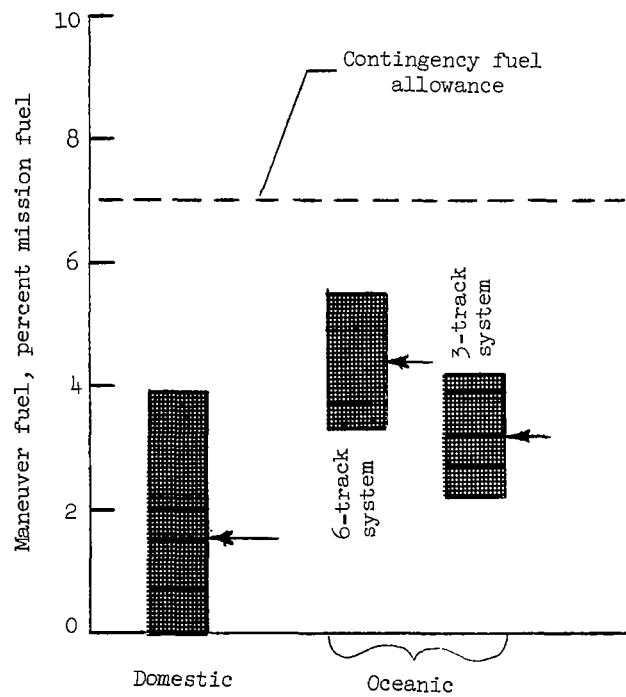 10
8
6
4
2
0
Maneuver fuel, percent mission fuel
Contingency fuel
allowance
6-track
system
3-track
system
Domestic
Oceanic